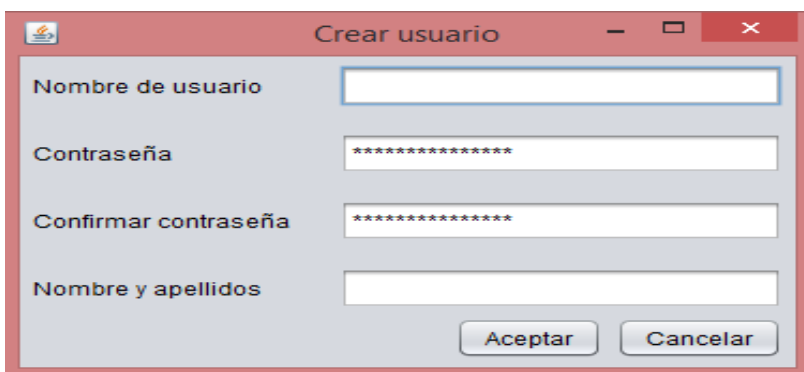 Crear usuario
Nombre de usuario
Contraseña ***************
Confirmar contraseña ***************
Nombre y apellidos
Aceptar Cancelar